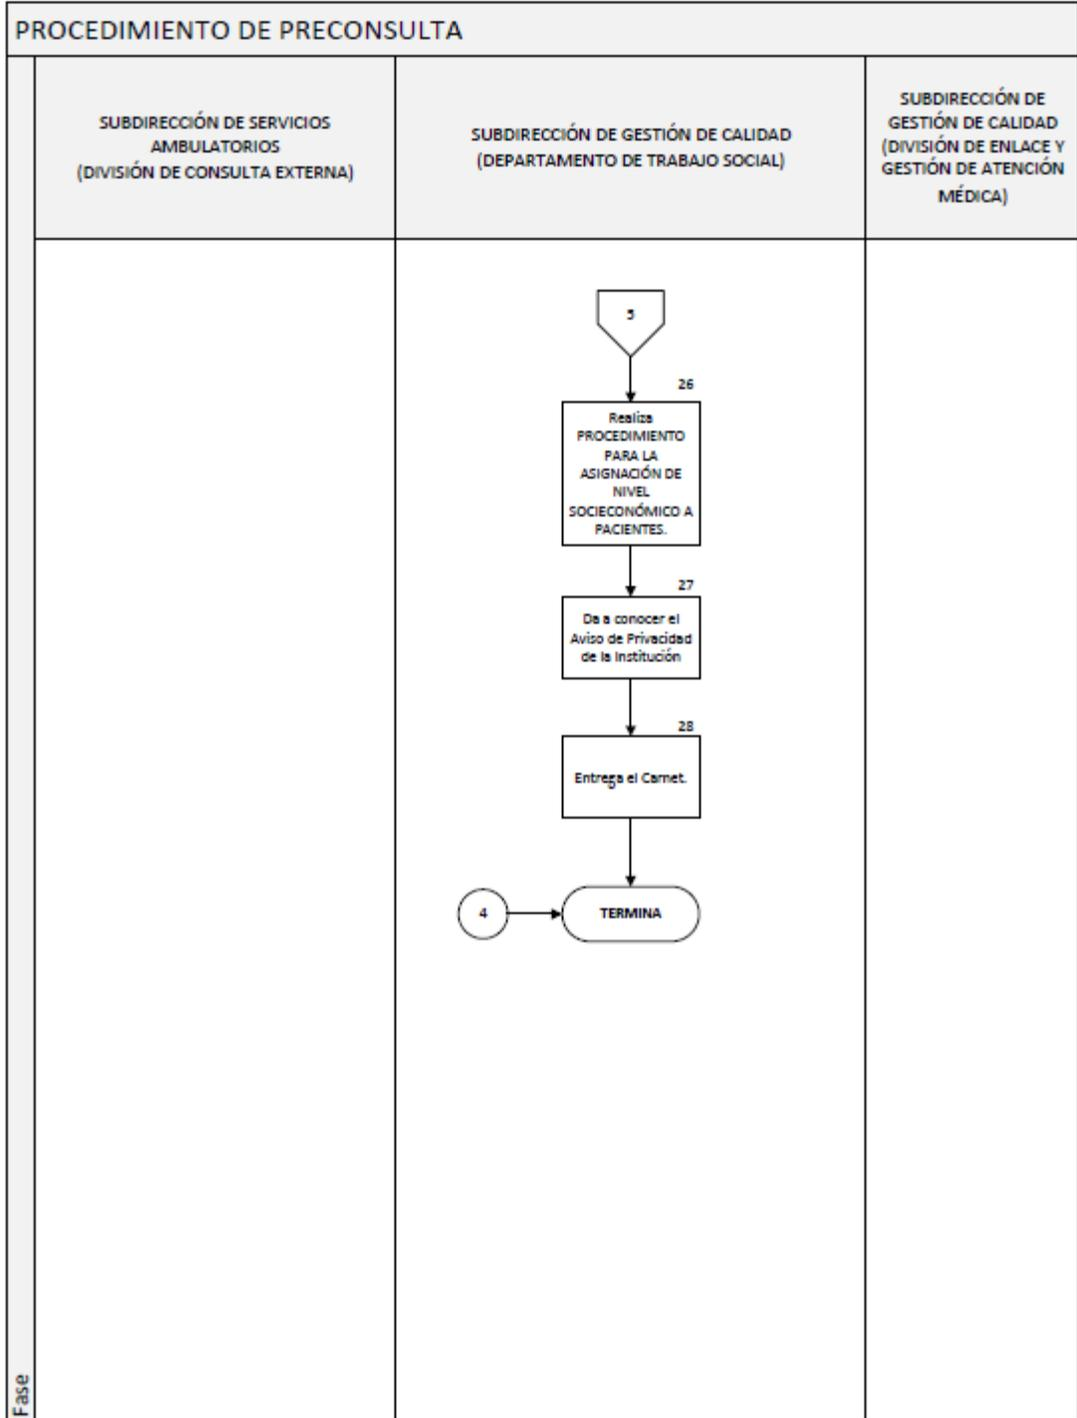 PROCEDIMIENTO DE PRECONSULTA
SUBDIRECCIÓN DE SERVICIOS
AMBULATORIOS
(DIVISIÓN DE CONSULTA EXTERNA)
SUBDIRECCIÓN DE GESTIÓN DE CALIDAD
(DEPARTAMENTO DE TRABAJO SOCIAL)
SUBDIRECCIÓN DE
GESTIÓN DE CALIDAD
(DIVISIÓN DE ENLACE Y
GESTIÓN DE ATENCIÓN
MÉDICA)
5
26
Realiza
PROCEDIMIENTO
PARA LA
ASIGNACIÓN DE
NIVEL
SOCIECONÓMICO A
PACIENTES.
27
Da a conocer el
Aviso de Privacidad
de la Institución
28
Entrega el Carnet.
4
TERMINA
Fase